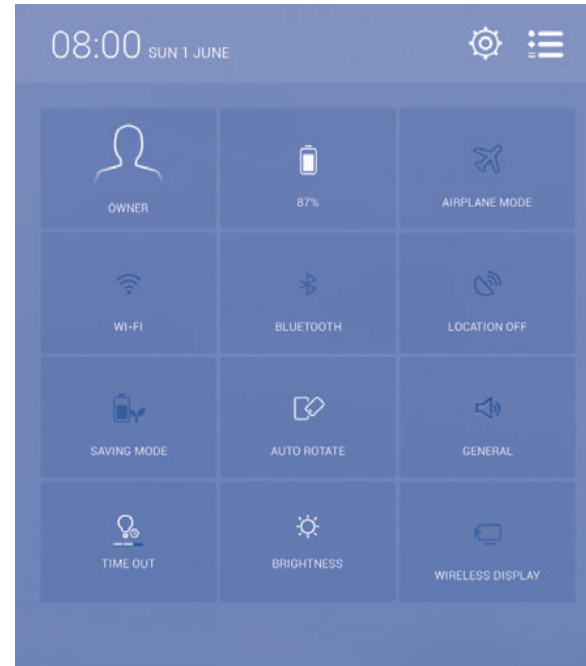 08:00 SUN 1 JUNE
OWNER
87%
AIRPLANE MODE
WI-FI
BLUETOOTH
LOCATION OFF
SAVING MODE
AUTO ROTATE
GENERAL
TIME OUT
BRIGHTNESS
WIRELESS DISPLAY